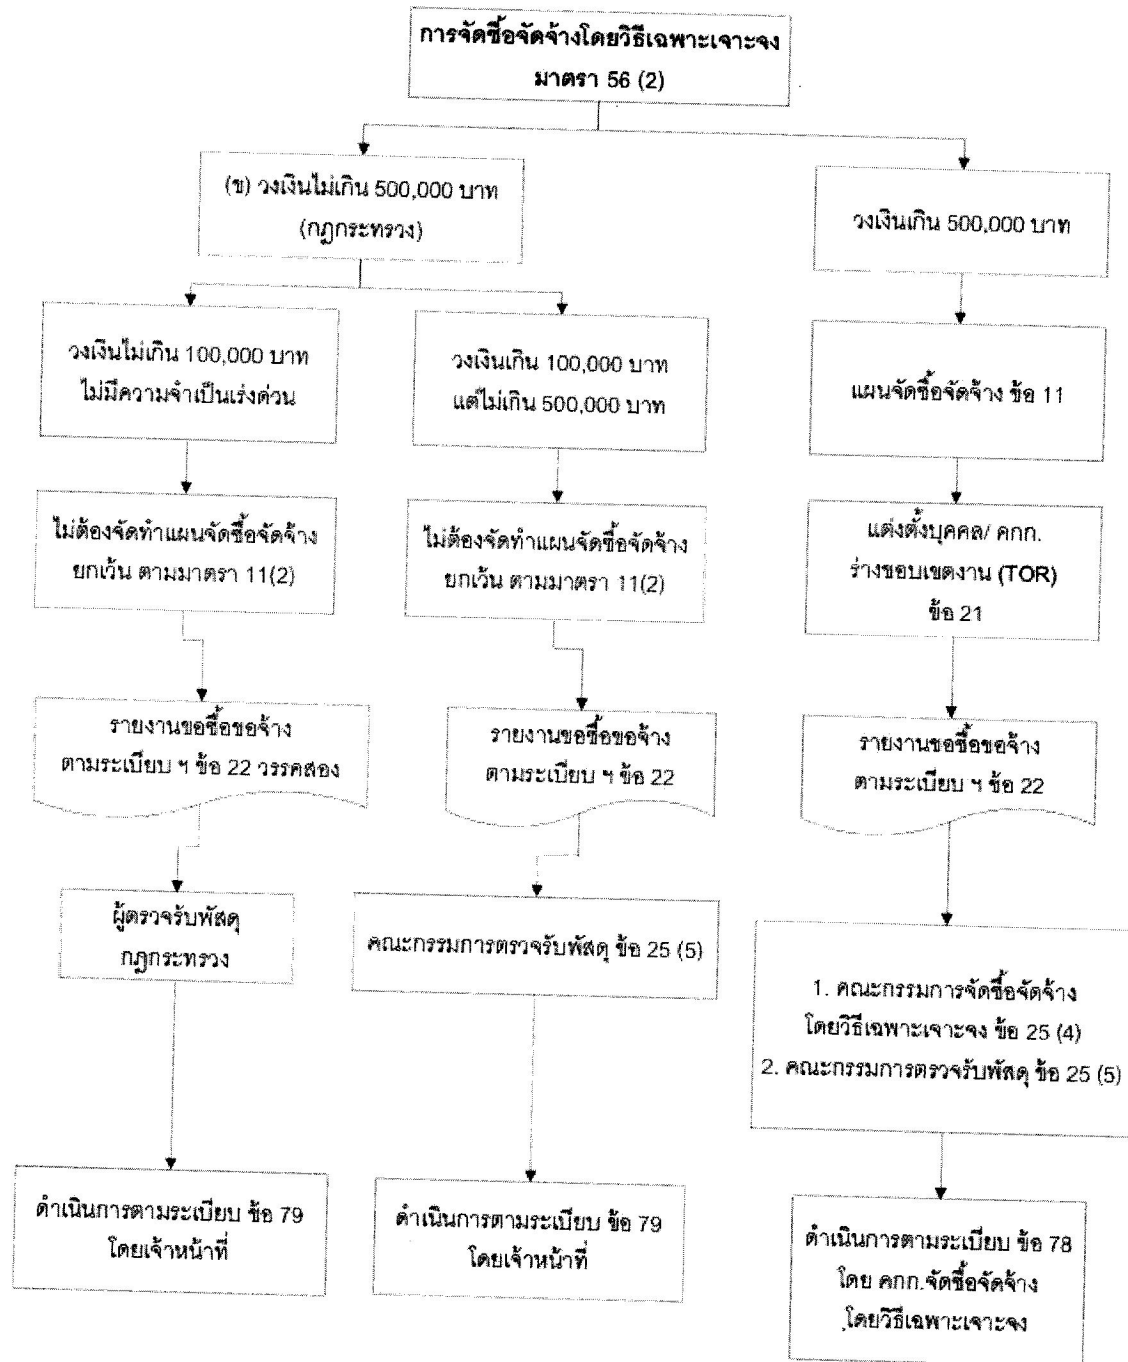 การจัดซื้อจัดจ้างโดยวิธีเฉพาะเจาะจง
มาตรา 56 (2)
(ข) วงเงินไม่เกิน 500,000 บาท
(กฎกระทรวง)
วงเงินเกิน 500,000 บาท
วงเงินไม่เกิน 100,000 บาท
ไม่มีความจำเป็นเร่งด่วน
วงเงินเกิน 100,000 บาท
แต่ไม่เกิน 500,000 บาท
แผนจัดซื้อจัดจ้าง ข้อ 11
ไม่ต้องจัดทำแผนจัดซื้อจัดจ้าง
ยกเว้น ตามมาตรา 11(2)
ไม่ต้องจัดทำแผนจัดซื้อจัดจ้าง
ยกเว้น ตามมาตรา 11(2)
แต่งตั้งบุคคล/ คกก.
ร่างขอบเขตงาน (TOR)
ข้อ 21
รายงานขอซื้อขอจ้าง
ตามระเบียบ ฯ ข้อ 22 วรรคสอง
รายงานขอซื้อขอจ้าง
ตามระเบียบ ฯ ข้อ 22
รายงานขอซื้อขอจ้าง
ตามระเบียบ ฯ ข้อ 22
ผู้ตรวจรับพัสดุ
กฎกระทรวง
คณะกรรมการตรวจรับพัสดุ ข้อ 25 (5)
1. คณะกรรมการจัดซื้อจัดจ้าง
โดยวิธีเฉพาะเจาะจง ข้อ 25 (4)
2. คณะกรรมการตรวจรับพัสดุ ข้อ 25 (5)
ดำเนินการตามระเบียบ ข้อ 79
โดยเจ้าหน้าที่
ดำเนินการตามระเบียบ ข้อ 79
โดยเจ้าหน้าที่
ดำเนินการตามระเบียบ ข้อ 78
โดย คกก.จัดซื้อจัดจ้าง
โดยวิธีเฉพาะเจาะจง